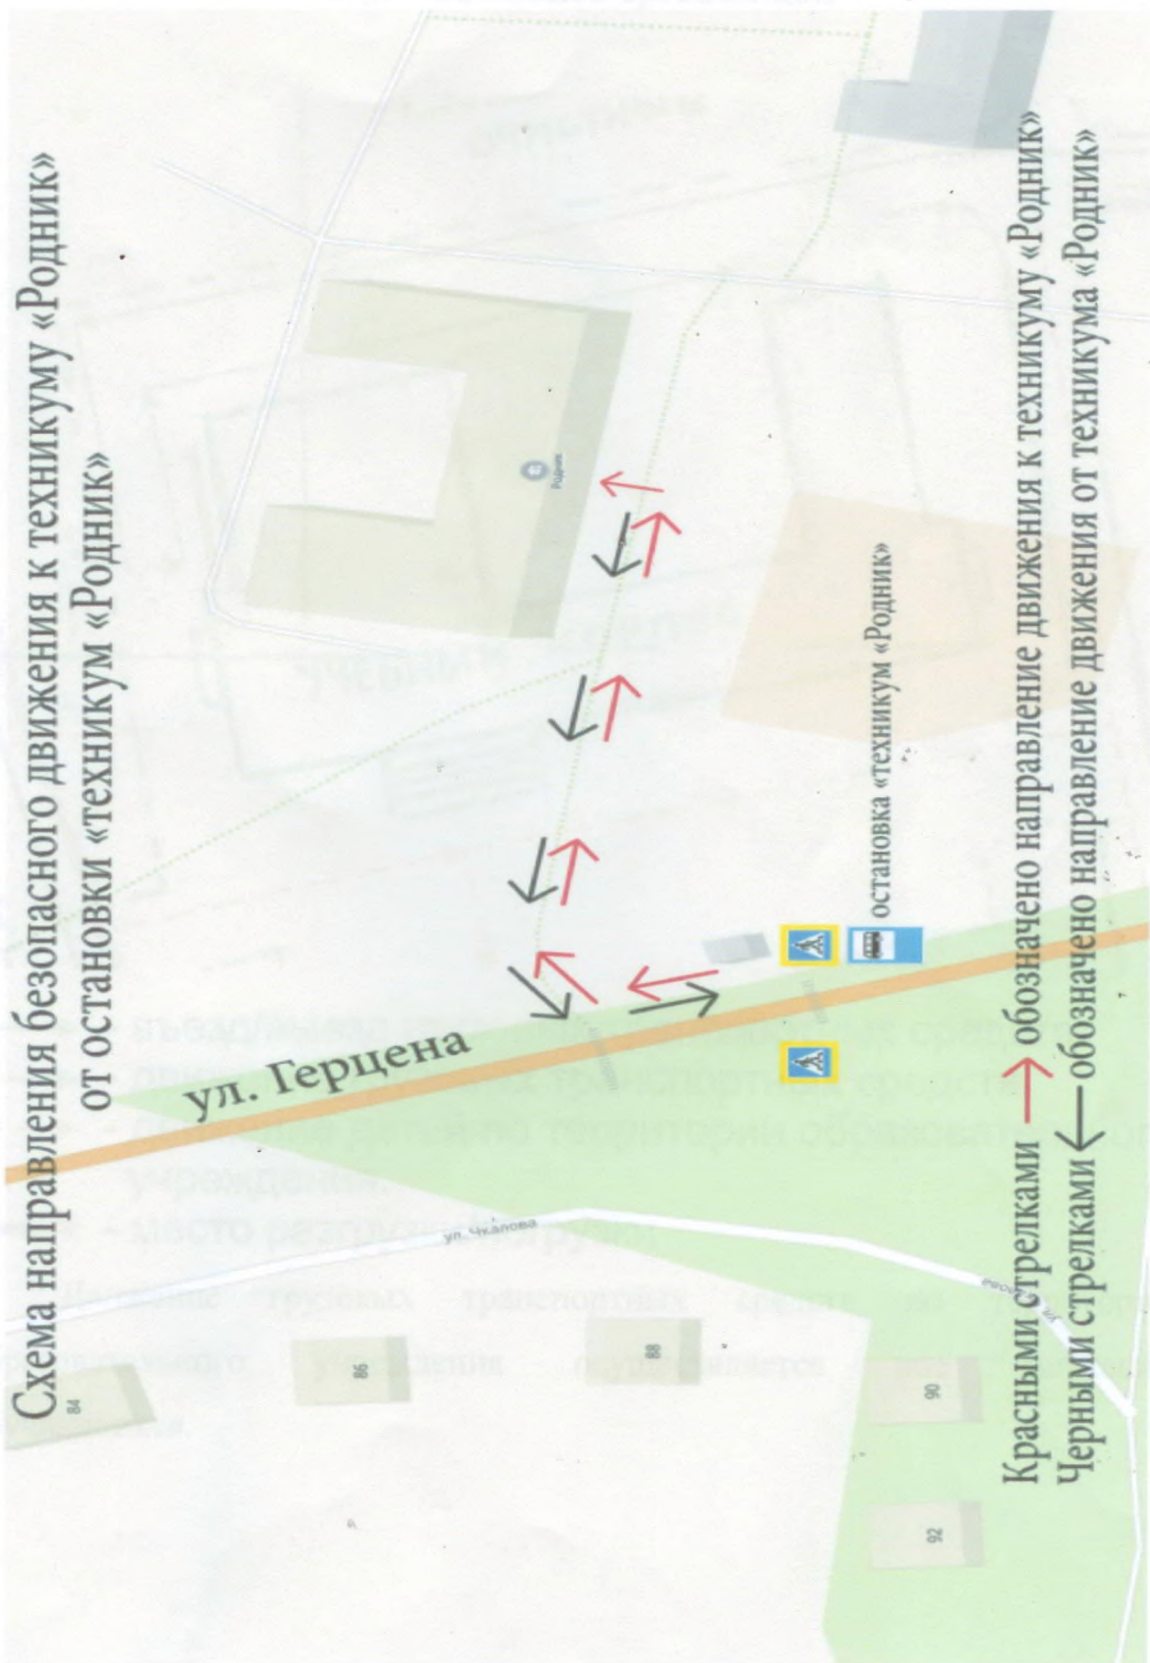 Схема направления безопасного движения к техникуму «Родник»
от остановки «техникум «Родник»
Родник
ул. Герцена
остановка «техникум «Родник»
ул. Чкалова
84
86
88
90
92
Красными стрелками обозначено направление движения к техникуму «Родник»
Черным стрелками обозначено направление движения от техникума «Родник»